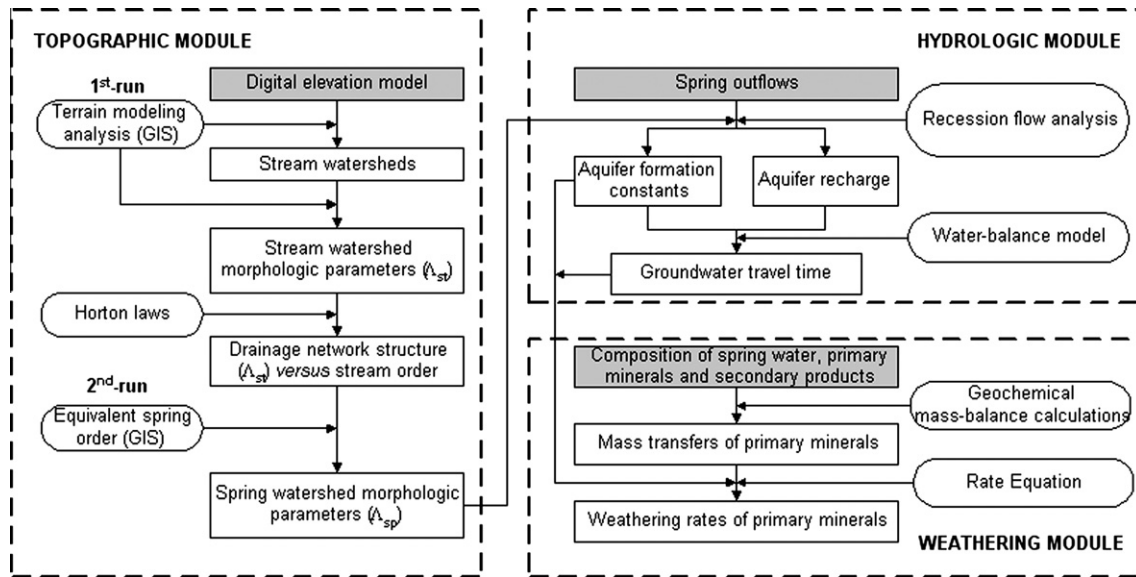 TOPOGRAPHIC MODULE
1st-run
Digital elevation model
Terrain modeling
analysis (GIS)
Stream watersheds
Stream watershed
morphologic parameters (Λst)
Horton laws
Drainage network structure
(Λst) versus stream order
2nd-run
Equivalent spring
order (GIS)
Spring watershed morphologic
parameters (Λsp)
HYDROLOGIC MODULE
Spring outflows
Recession flow analysis
Aquifer formation
constants
Aquifer recharge
Water-balance model
Groundwater travel time
Composition of spring water, primary
minerals and secondary products
Geochemical
mass-balance calculations
Mass transfers of primary minerals
Rate Equation
Weathering rates of primary minerals
WEATHERING MODULE